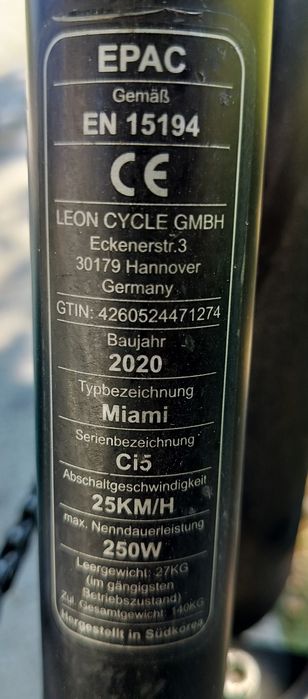 EPAC
Gemäß
EN 15194
CE
LEON CYCLE GMBH
Eckenerstr.3
30179 Hannover
Germany
GTIN: 4260524471274
Baujahr
2020
Typbezeichnung
Miami
Serienbezeichnung
Ci5
Abschaltgeschwindigkeit
25KM/H
max. Nenndauerleistung
250W
Leergewicht: 27KG
(im gängigsten
Betriebszustand)
Zul. Gesamtgewicht: 140KG
Hergestellt in Südkorea